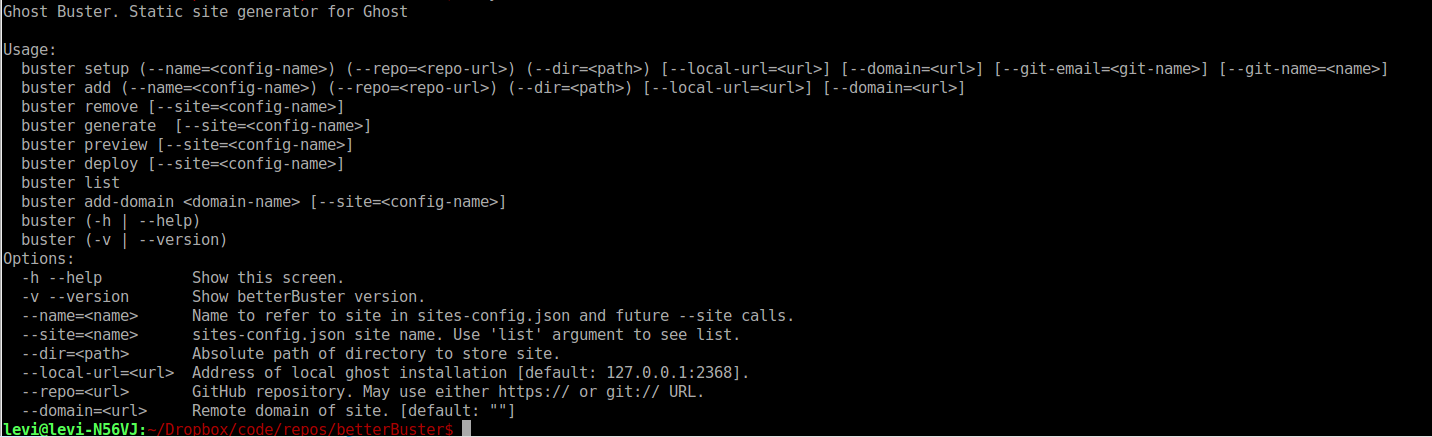 Ghost Buster. Static site generator for Ghost

Usage:
  buster setup (--name=<config-name>) (--repo=<repo-url>) (--dir=<path>) [--local-url=<url>] [--domain=<url>] [--git-email=<git-name>] [--git-name=<name>]
  buster add (--name=<config-name>) (--repo=<repo-url>) (--dir=<path>) [--local-url=<url>] [--domain=<url>]
  buster remove [--site=<config-name>]
  buster generate  [--site=<config-name>]
  buster preview [--site=<config-name>]
  buster deploy [--site=<config-name>]
  buster list
  buster add-domain <domain-name> [--site=<config-name>]
  buster (-h | --help)
  buster (-v | --version)
Options:
  -h --help          Show this screen.
  -v --version       Show betterBuster version.
  --name=<name>      Name to refer to site in sites-config.json and future --site calls.
  --site=<name>      sites-config.json site name. Use 'list' argument to see list.
  --dir=<path>       Absolute path of directory to store site.
  --local-url=<url>  Address of local ghost installation [default: 127.0.0.1:2368].
  --repo=<url>       GitHub repository. May use either https:// or git:// URL.
  --domain=<url>     Remote domain of site. [default: ""]
levi@levi-N56VJ:~/Dropbox/code/repos/betterBuster$